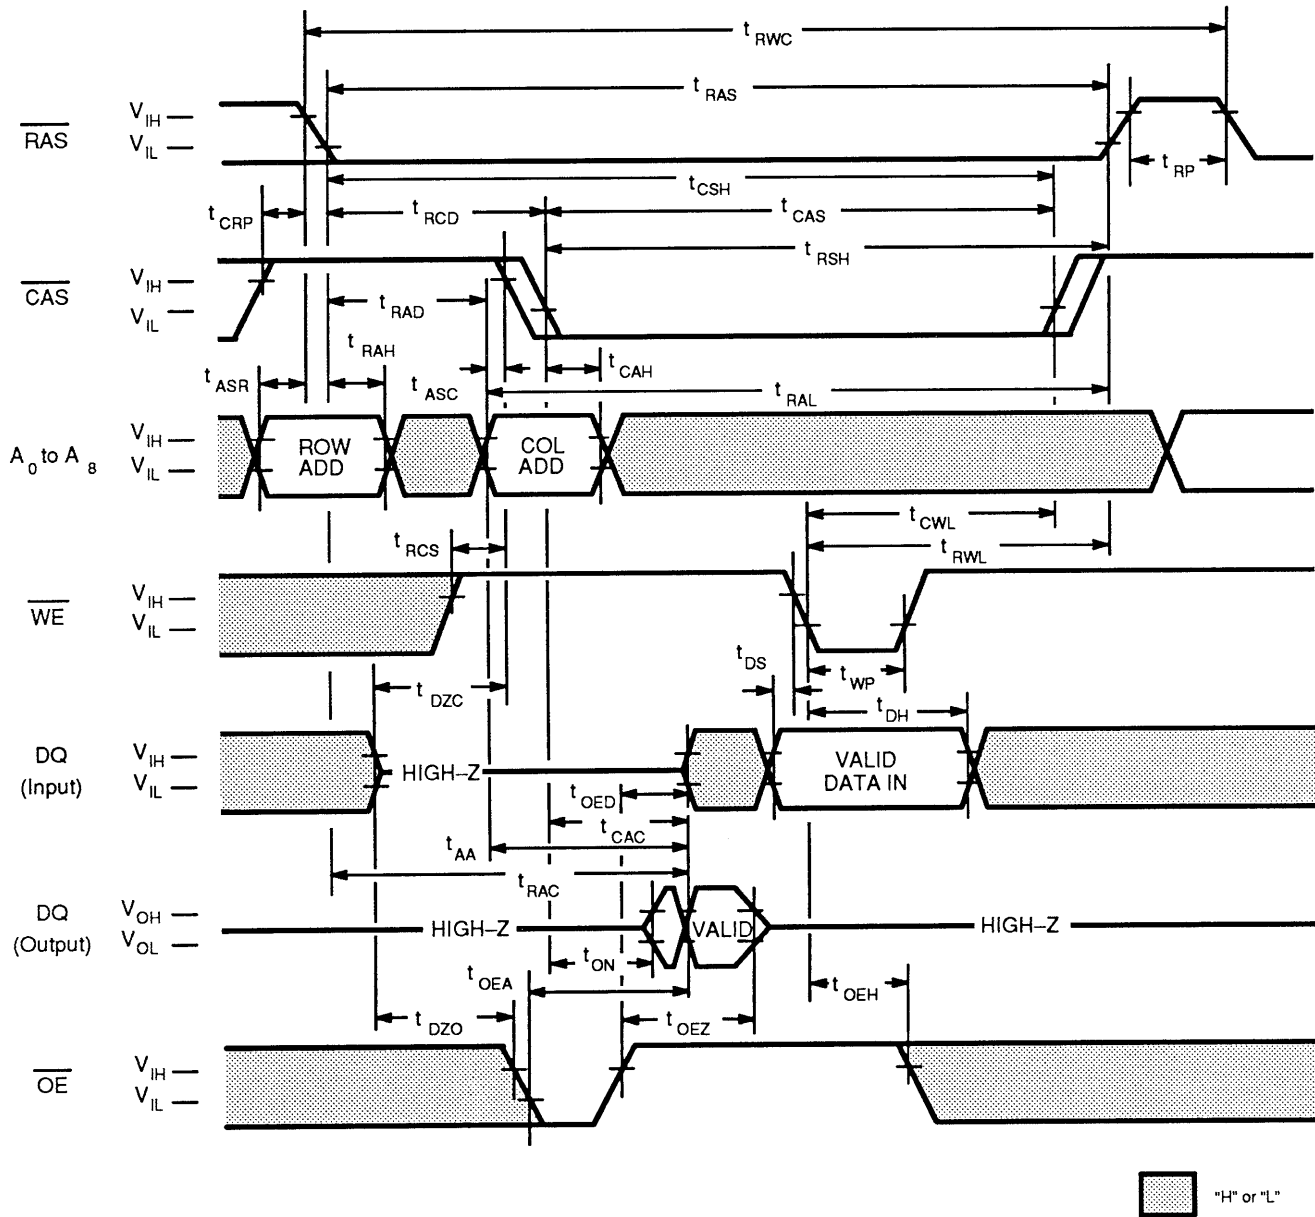 t RWC
t RAS
RAS
V IH
V IL
t RP
t CSH
t CRP
t RCD
t CAS
t RSH
CAS
V IH
V IL
t RAD
t RAH
t ASR
t ASC
t CAH
t RAL
A 0 to A 8
V IH
V IL
ROW ADD
COL ADD
t CWL
t RCS
t RWL
WE
V IH
V IL
t DS
t WP
t DZC
t DH
DQ (Input)
V IH
V IL
HIGH–Z
VALID DATA IN
t OED
t CAC
t AA
t RAC
DQ (Output)
V OH
V OL
HIGH–Z
VALID
HIGH–Z
t ON
t OEA
t OEH
t DZO
t OEZ
OE
V IH
V IL
"H" or "L"